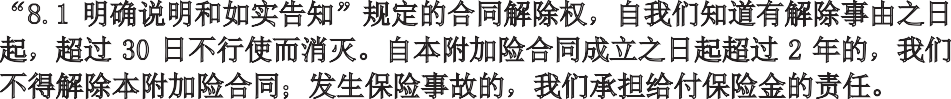 “8.1 明确说明和如实告知”规定的合同解除权，自我们知道有解除事由之日
起，超过 30 日不行使而消灭。自本附加险合同成立之日起超过 2 年的，我们
不得解除本附加险合同；发生保险事故的，我们承担给付保险金的责任。